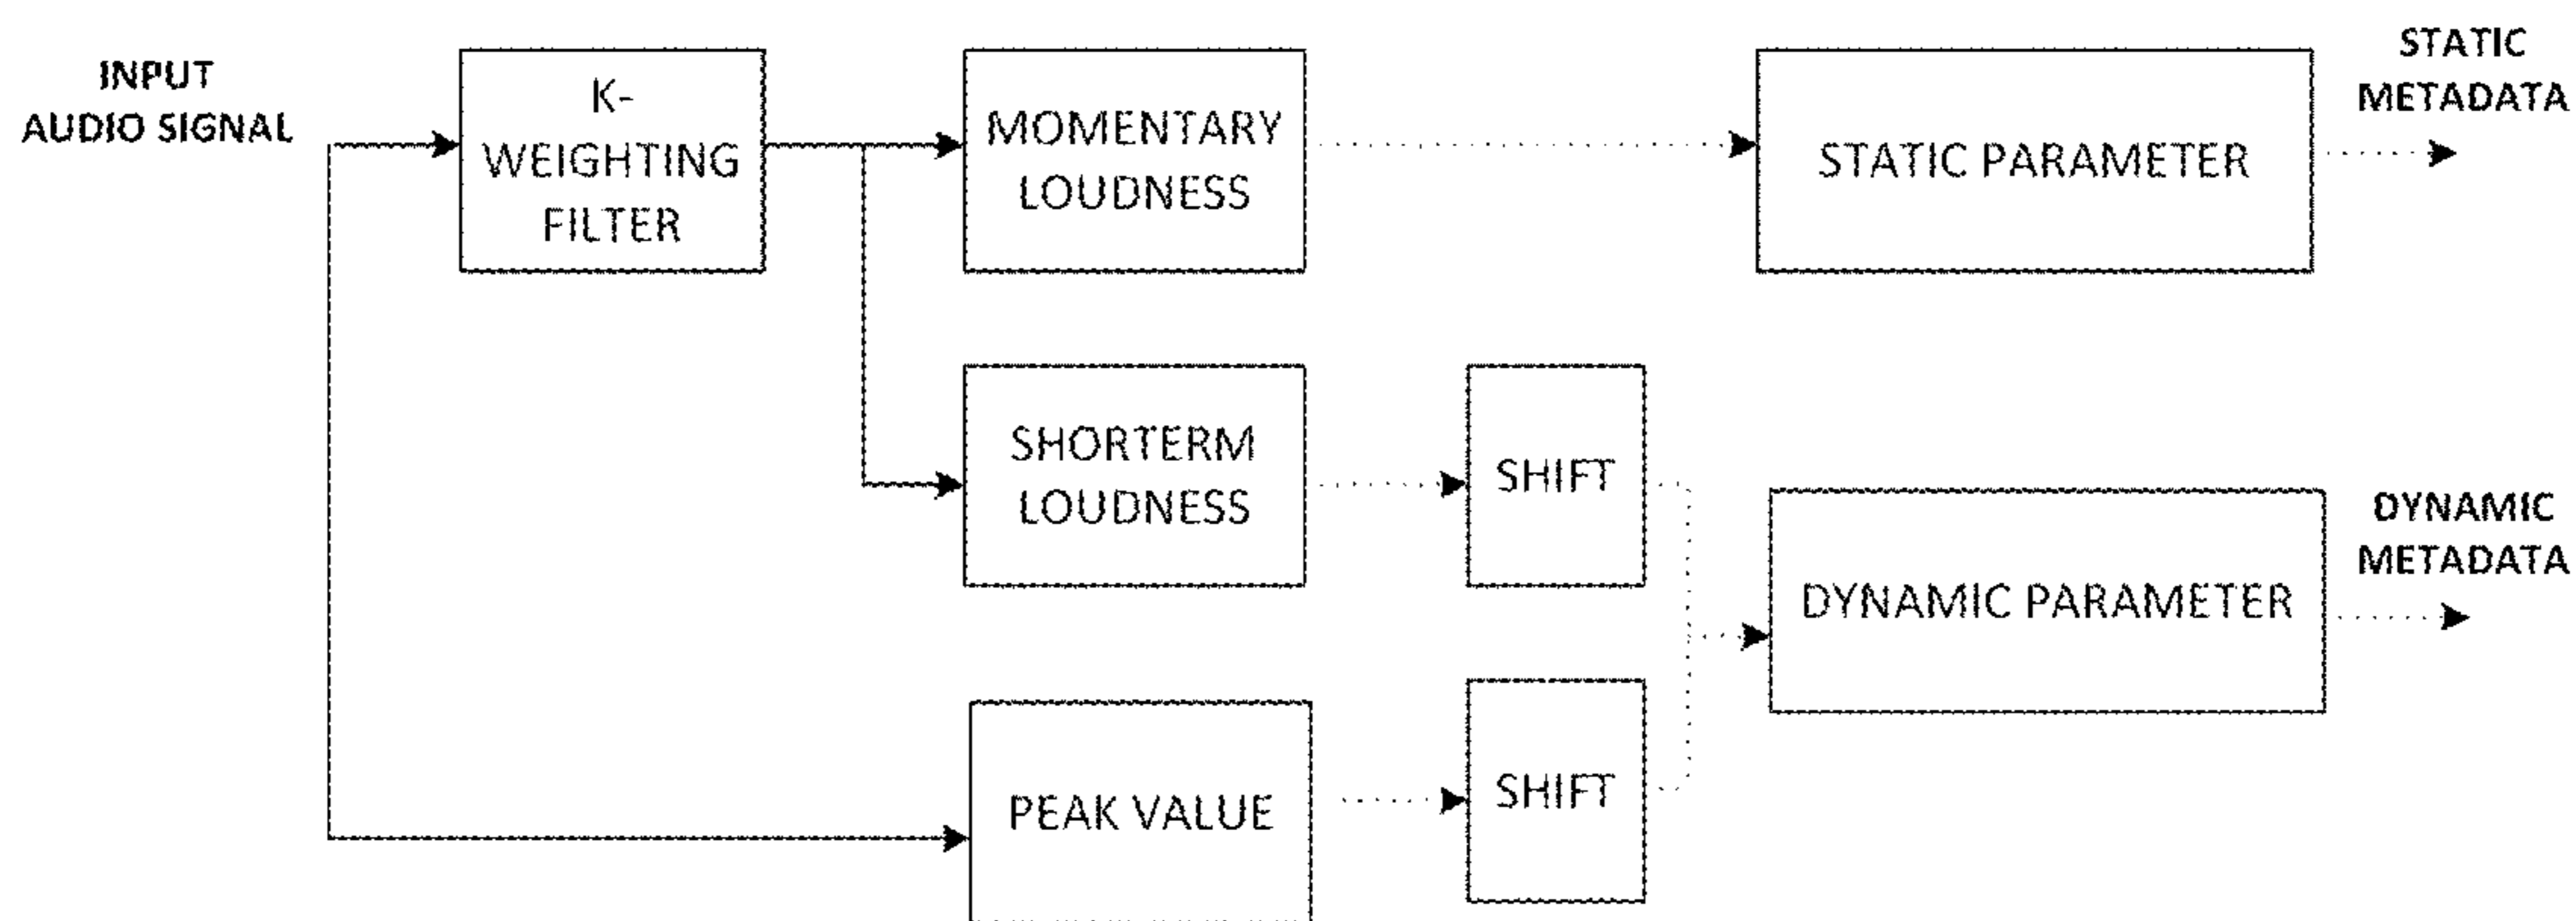 INPUT
AUDIO SIGNAL
K-
WEIGHTING
FILTER
MOMENTARY
LOUDNESS
STATIC PARAMETER
STATIC
METADATA
SHORTERM
LOUDNESS
SHIFT
DYNAMIC PARAMETER
DYNAMIC
METADATA
PEAK VALUE
SHIFT